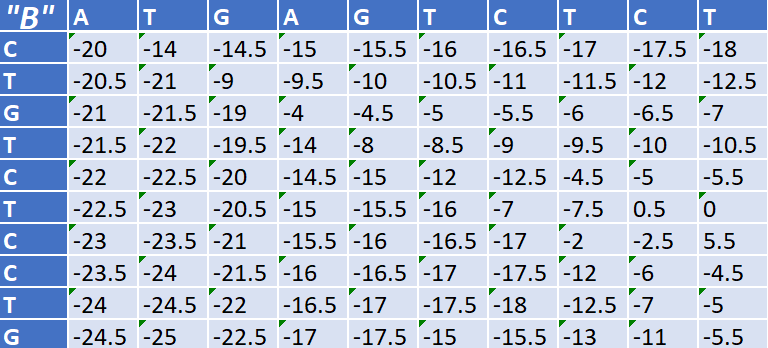 "B" A T G A G T C T C T
C -20 -14 -14.5 -15 -15.5 -16 -16.5 -17 -17.5 -18
T -20.5 -21 -9 -9.5 -10 -10.5 -11 -11.5 -12 -12.5
G -21 -21.5 -19 -4 -4.5 -5 -5.5 -6 -6.5 -7
T -21.5 -22 -19.5 -14 -8 -8.5 -9 -9.5 -10 -10.5
C -22 -22.5 -20 -14.5 -15 -12 -12.5 -4.5 -5 -5.5
T -22.5 -23 -20.5 -15 -15.5 -16 -7 -7.5 0.5 0
C -23 -23.5 -21 -15.5 -16 -16.5 -17 -2 -2.5 5.5
C -23.5 -24 -21.5 -16 -16.5 -17 -17.5 -12 -6 -4.5
T -24 -24.5 -22 -16.5 -17 -17.5 -18 -12.5 -7 -5
G -24.5 -25 -22.5 -17 -17.5 -15 -15.5 -13 -11 -5.5